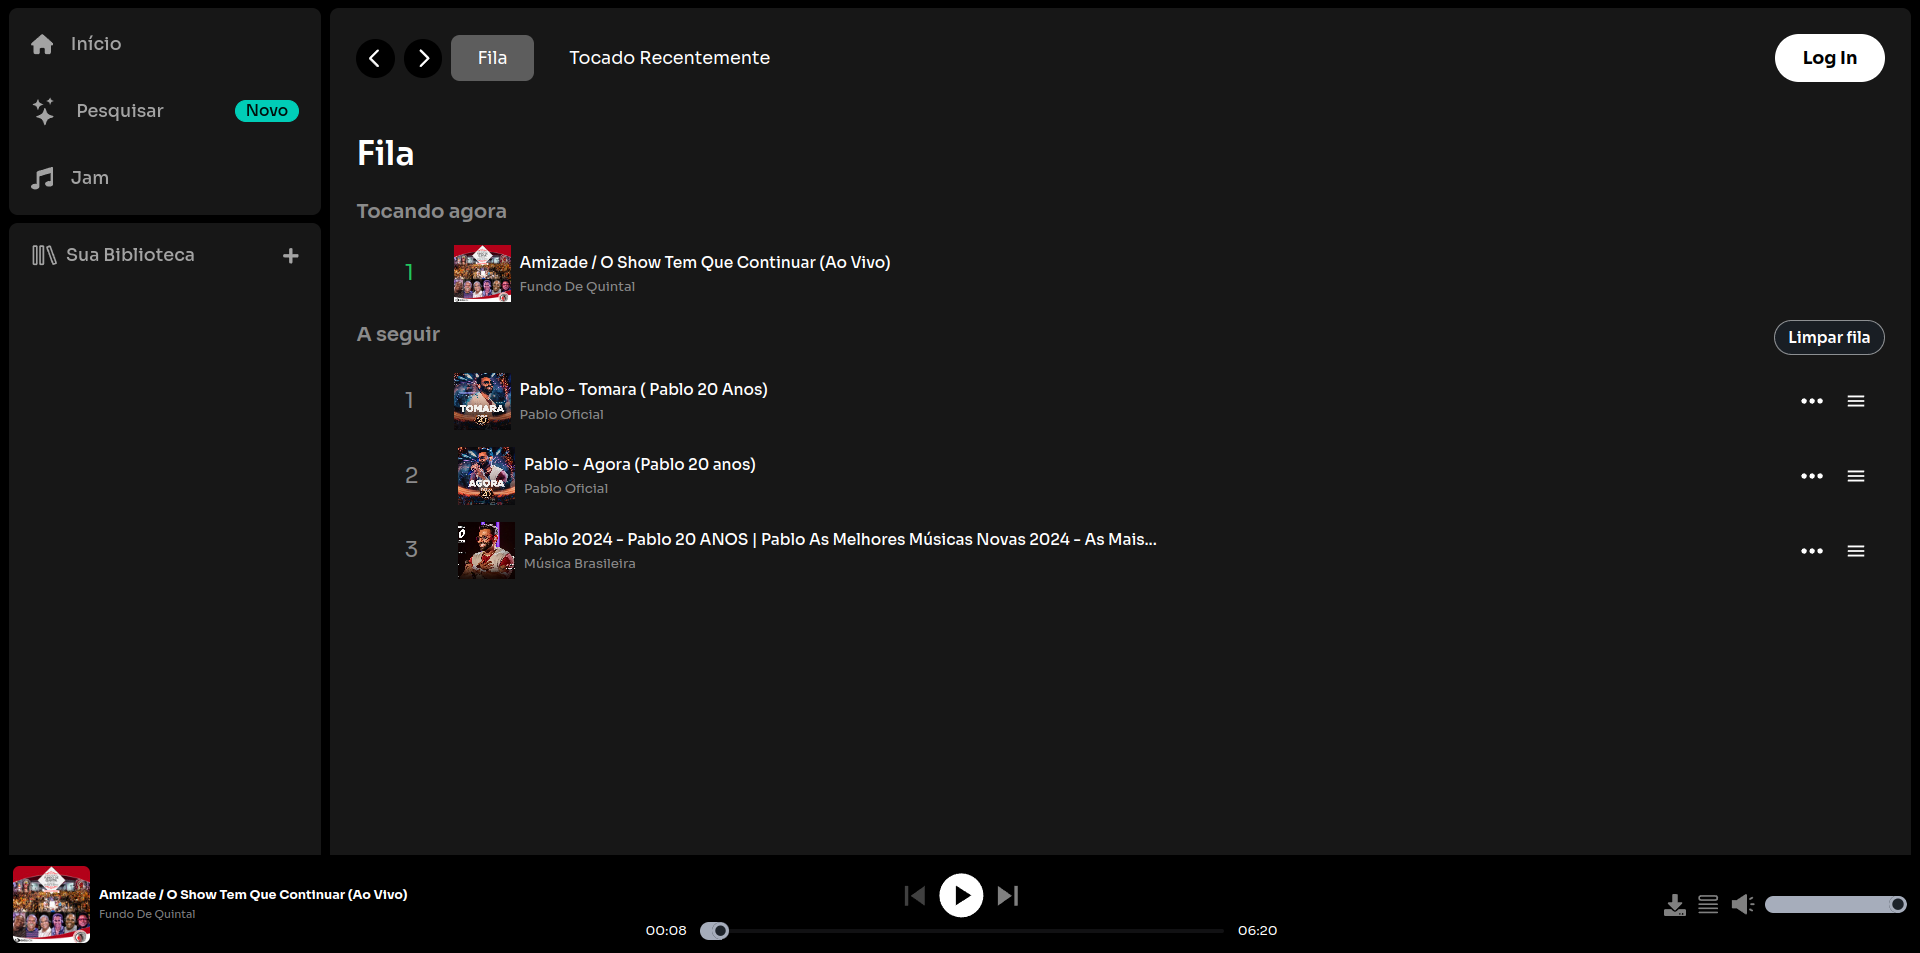 Início
Pesquisar
Novo
Jam
Sua Biblioteca
Fila
Tocado Recentemente
Log In
Fila
Tocando agora
1
Amizade / O Show Tem Que Continuar (Ao Vivo)
Fundo De Quintal
A seguir
Limpar fila
1
TOMARA
Pablo - Tomara ( Pablo 20 Anos)
Pablo Oficial
2
AGORA
Pablo - Agora (Pablo 20 anos)
Pablo Oficial
3
Pablo 2024 - Pablo 20 ANOS | Pablo As Melhores Músicas Novas 2024 - As Mais...
Música Brasileira
Amizade / O Show Tem Que Continuar (Ao Vivo)
Fundo De Quintal
00:08
06:20